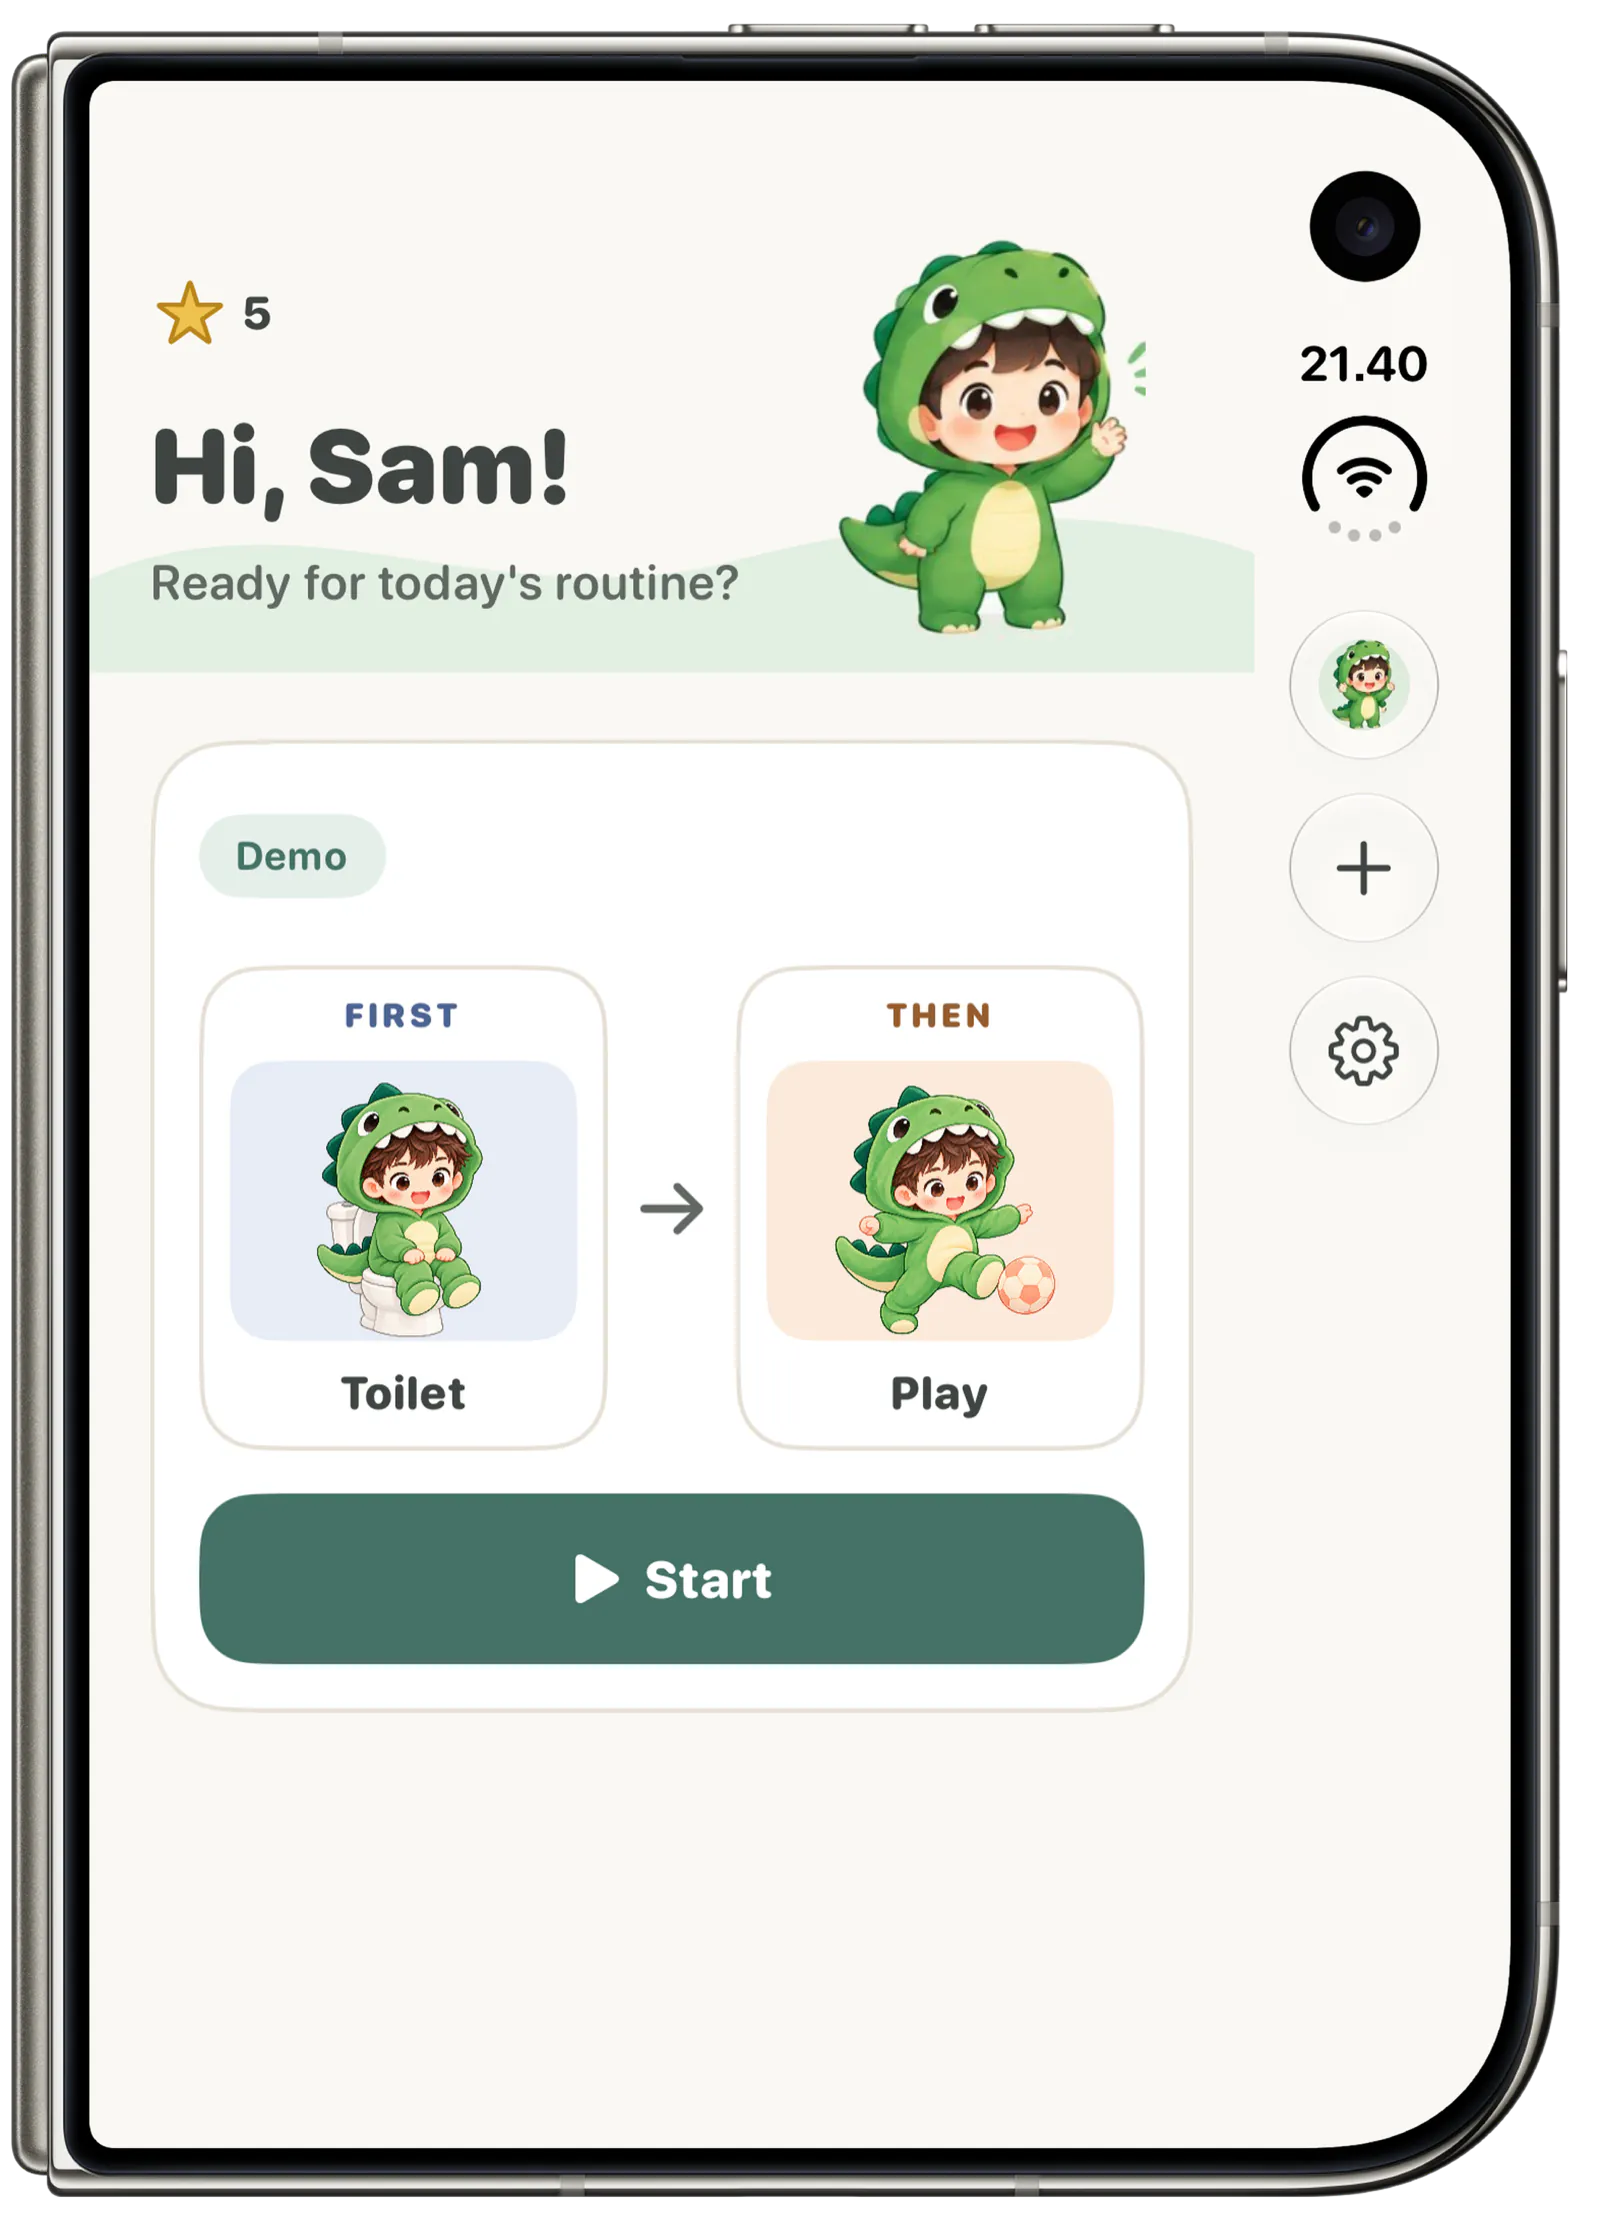 5
21.40
Hi, Sam!
Ready for today's routine?
Demo
FIRST
THEN
Toilet
Play
Start